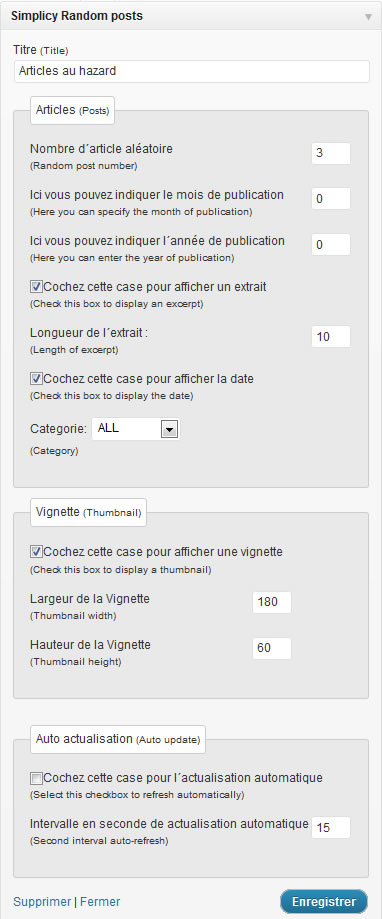 Simplicy Random posts
Titre (Title)
Articles au hazard
Articles (Posts)
Nombre d´article aléatoire
(Random post number)
3
Ici vous pouvez indiquer le mois de publication
(Here you can specify the month of publication)
0
Ici vous pouvez indiquer l´année de publication
(Here you can enter the year of publication)
0
Cochez cette case pour afficher un extrait
(Check this box to display an excerpt)
Longueur de l´extrait :
(Length of excerpt)
10
Cochez cette case pour afficher la date
(Check this box to display the date)
Categorie: ALL
(Category)
Vignette (Thumbnail)
Cochez cette case pour afficher une vignette
(Check this box to display a thumbnail)
Largeur de la Vignette
(Thumbnail width)
180
Hauteur de la Vignette
(Thumbnail height)
60
Auto actualisation (Auto update)
Cochez cette case pour l´actualisation automatique
(Select this checkbox to refresh automatically)
Intervalle en seconde de actualisation automatique
(Second interval auto-refresh)
15
Supprimer | Fermer
Enregistrer